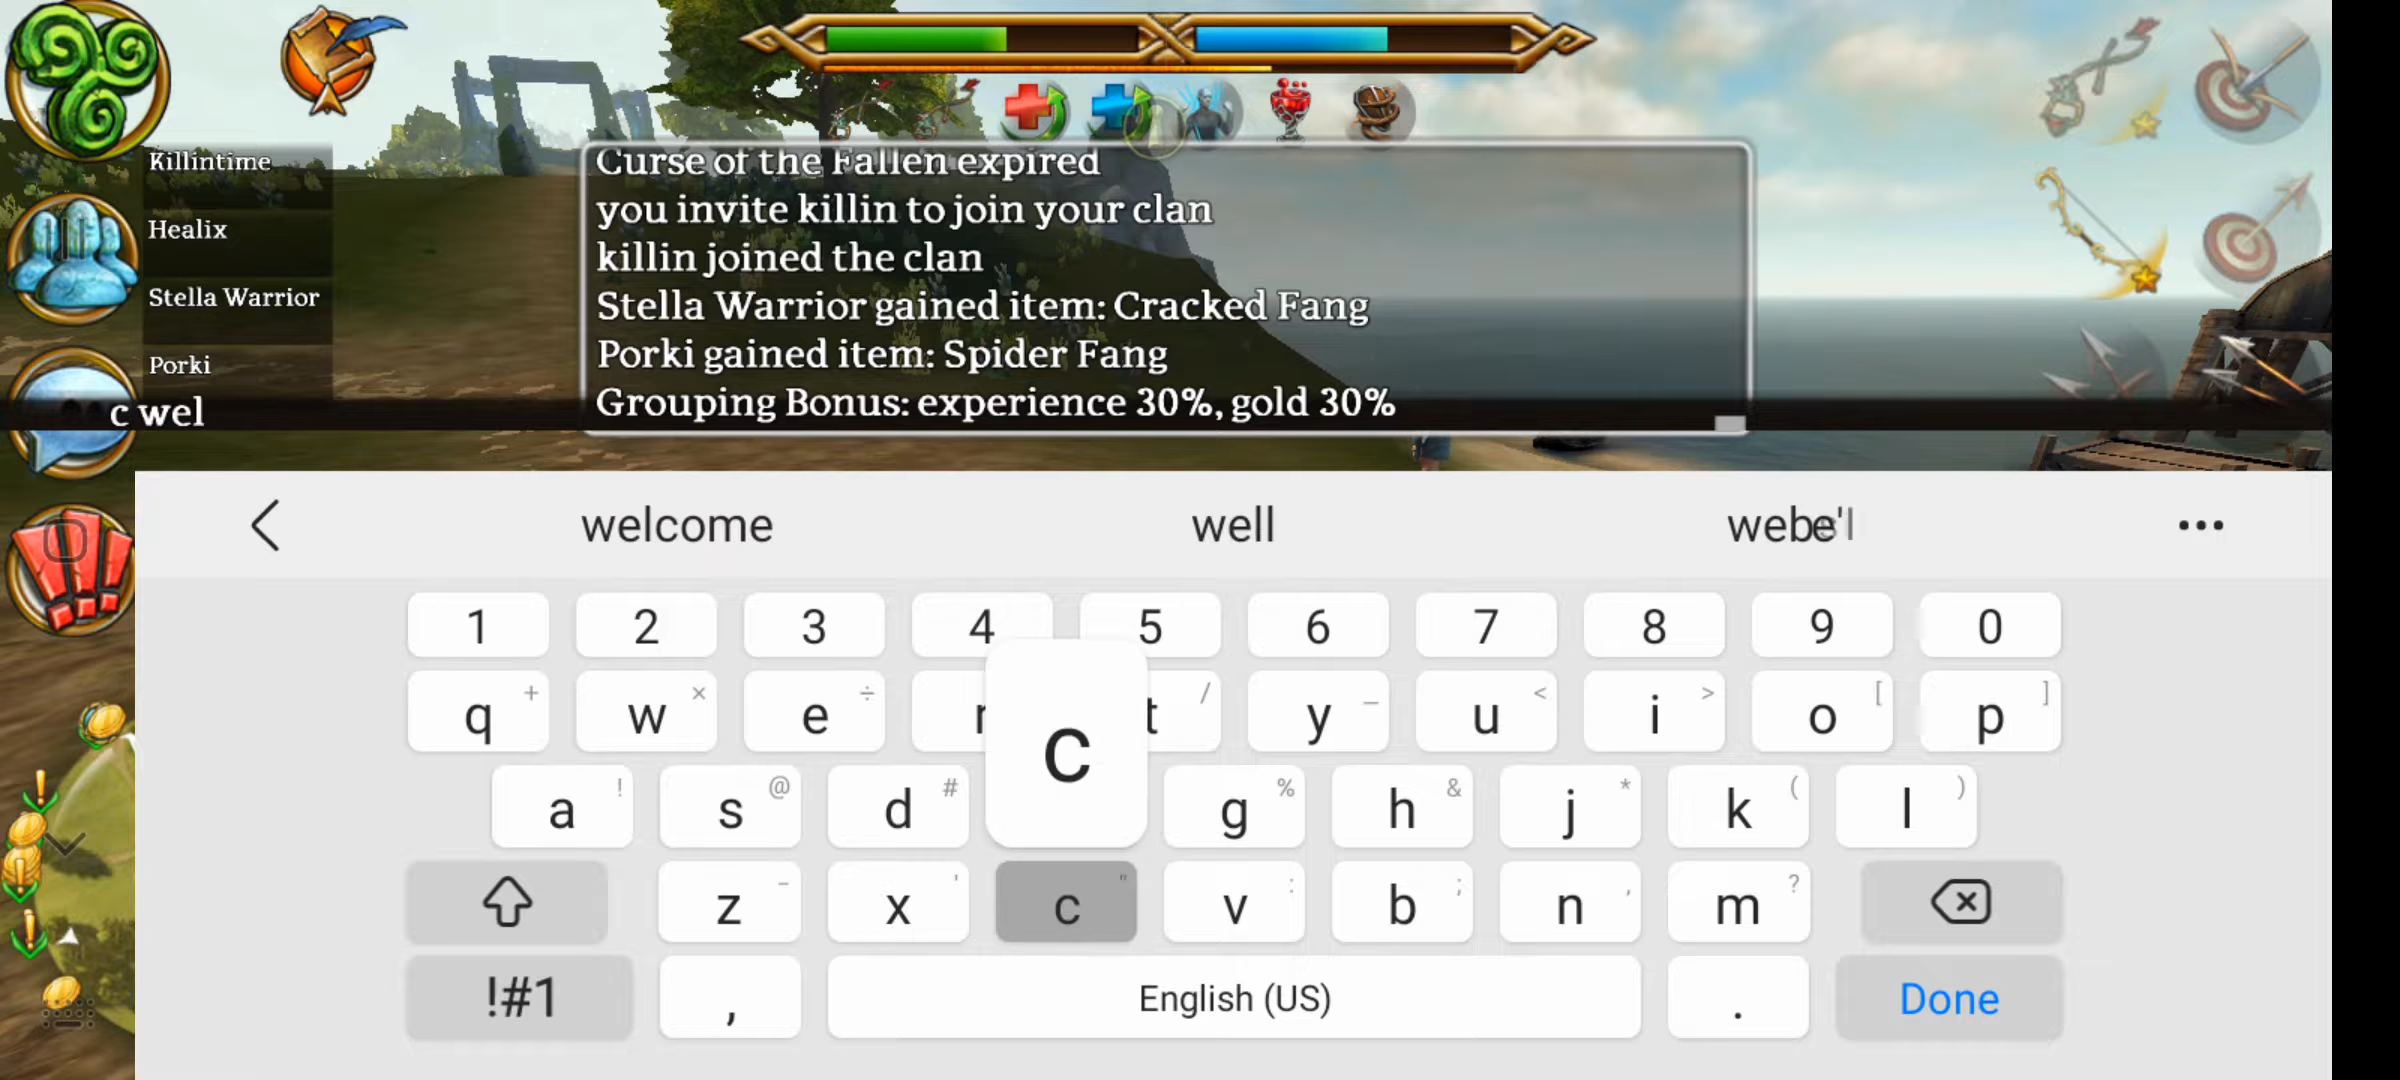 Killintime
Healix
Stella Warrior
Porki
Curse of the Fallen expired
you invite killin to join your clan
killin joined the clan
Stella Warrior gained item: Cracked Fang
Porki gained item: Spider Fang
Grouping Bonus: experience 30%, gold 30%
c wel
welcome well
1 2 3 4 5 6 7 8 9 0
q + w × e ÷ r t / y _ u < i > o [ p ]
c
a ! s @ d # g % h & j * k ( l )
z - x ' c " v : b ; n , m ?
!#1 , English (US) . Done